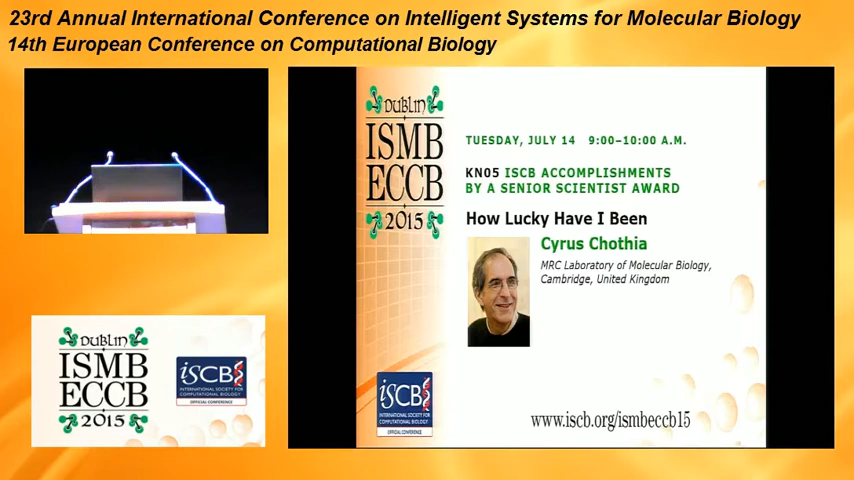 23rd Annual International Conference on Intelligent Systems for Molecular Biology
14th European Conference on Computational Biology
DUBLIN
ISMB
ECCB
2015
TUESDAY, JULY 14 9:00–10:00 A.M.
KN05 ISCB ACCOMPLISHMENTS
BY A SENIOR SCIENTIST AWARD
How Lucky Have I Been
Cyrus Chothia
MRC Laboratory of Molecular Biology,
Cambridge, United Kingdom
iSCB
INTERNATIONAL SOCIETY FOR
COMPUTATIONAL BIOLOGY
OFFICIAL CONFERENCE
www.iscb.org/ismbeccb15
DUBLIN
ISMB
ECCB
2015
iSCB
INTERNATIONAL SOCIETY FOR
COMPUTATIONAL BIOLOGY
OFFICIAL CONFERENCE